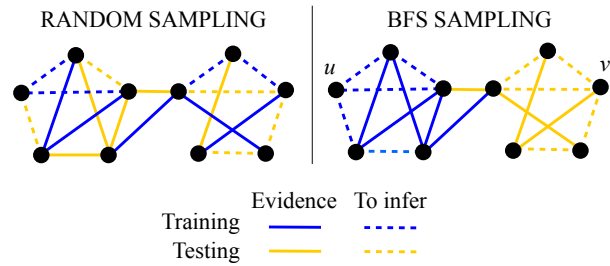 RANDOM SAMPLING
BFS SAMPLING
u
v
Evidence To infer
Training
Testing